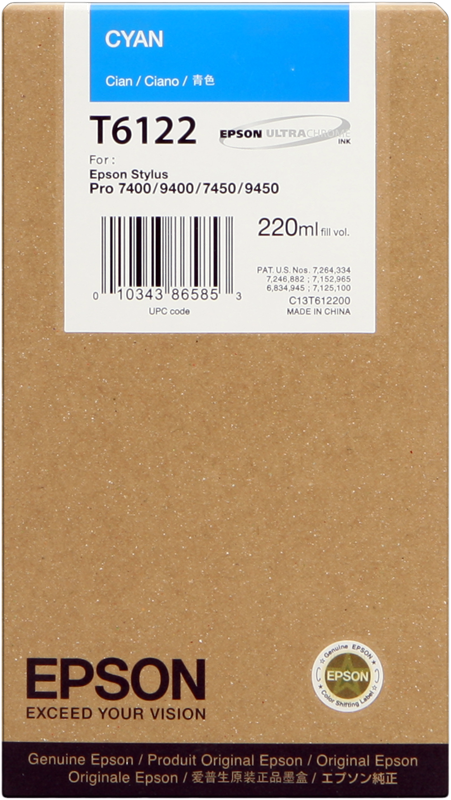 CYAN
Cian / Ciano / 青色
T6122
EPSON ULTRACHROME
INK
For :
Epson Stylus
Pro 7400/9400/7450/9450
220ml fill vol.
PAT. U.S. Nos. 7,264,334
7,246,882 ; 7,152,965
6,834,945 ; 7,125,100
C13T612200
MADE IN CHINA
0 10343 86585 3
UPC code
Genuine EPSON
EPSON
Color Shifting Label
EPSON
EXCEED YOUR VISION
Genuine Epson / Produit Original Epson / Original Epson
Originale Epson / 爱普生原装正品墨盒 / エプソン純正